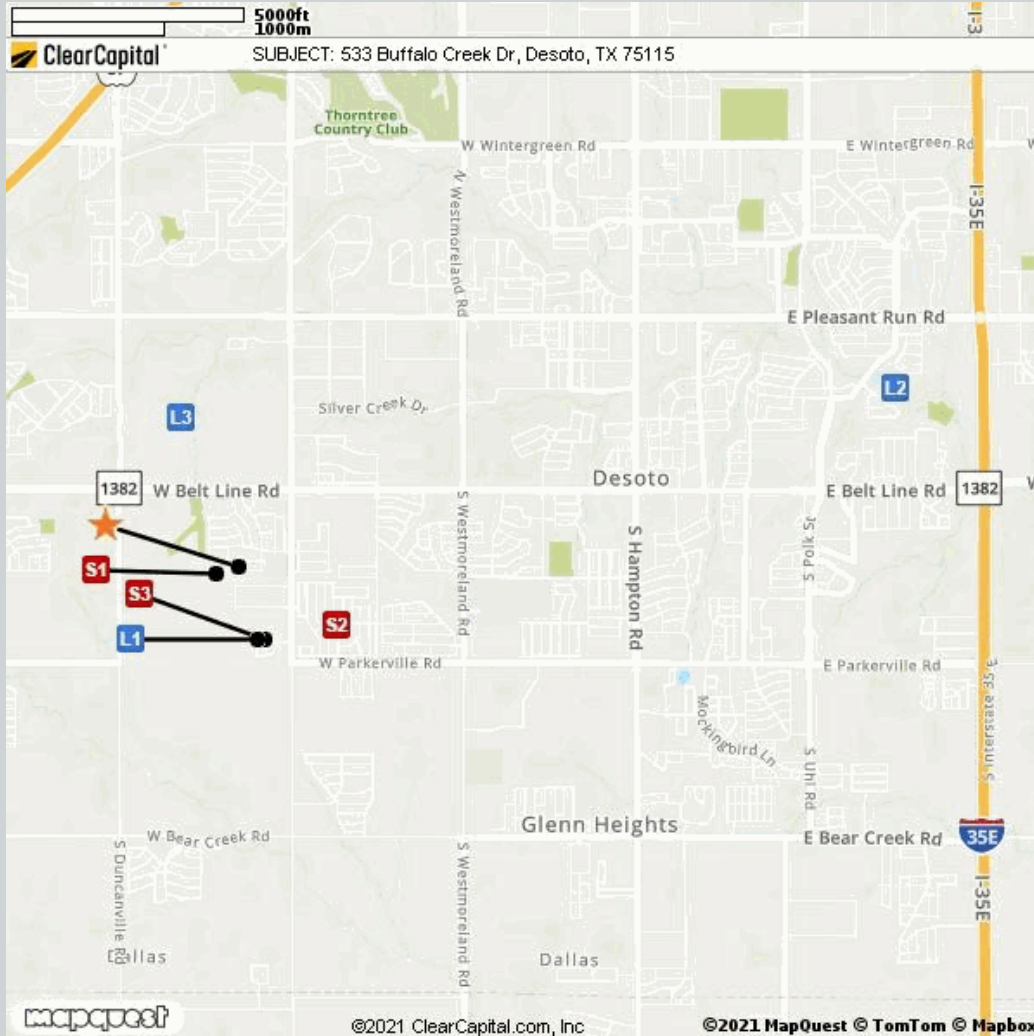 5000ft
1000m
I-3
ClearCapital
SUBJECT: 533 Buffalo Creek Dr, Desoto, TX 75115
Thorntree
Country Club
W Wintergreen Rd
E Wintergreen Rd
W
N Westmoreland Rd
I-35E
E Pleasant Run Rd
L2
L3
Silver Creek Dr
Desoto
1382
W Belt Line Rd
E Belt Line Rd
1382
S Westmoreland Rd
S Hampton Rd
S Polk St
S1
S3
S2
L1
W Parkerville Rd
E Parkerville Rd
S Interstate 35 E
Mockingbird Ln
S Uhl Rd
Glenn Heights
W Bear Creek Rd
E Bear Creek Rd
35E
S Duncanville Rd
S Westmoreland Rd
I-35E
Dallas
Dallas
mapquest
©2021 ClearCapital.com, Inc
©2021 MapQuest © TomTom © Mapbox